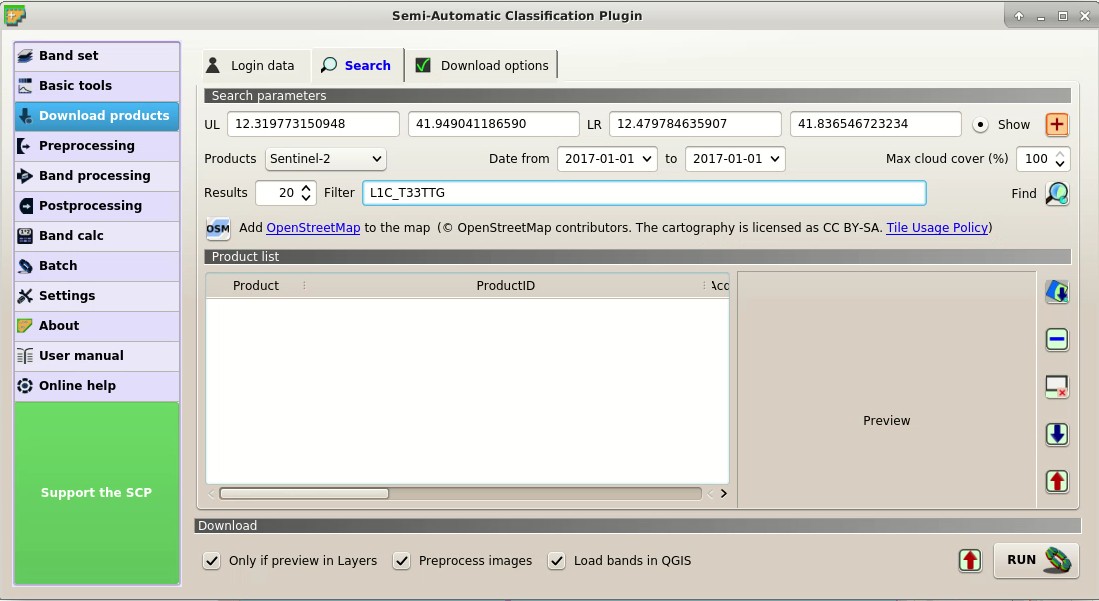 Semi-Automatic Classification Plugin
Band set
Basic tools
Download products
Preprocessing
Band processing
Postprocessing
Band calc
Batch
Settings
About
User manual
Online help
Support the SCP
Login data Search Download options
Search parameters
UL 12.319773150948 41.949041186590 LR 12.479784635907 41.836546723234 Show
Products Sentinel-2 Date from 2017-01-01 to 2017-01-01 Max cloud cover (%) 100
Results 20 Filter L1C_T33TTG Find
OSM Add OpenStreetMap to the map (© OpenStreetMap contributors. The cartography is licensed as CC BY-SA. Tile Usage Policy)
Product list
Product ProductID Acq
Preview
Download
Only if preview in Layers Preprocess images Load bands in QGIS RUN